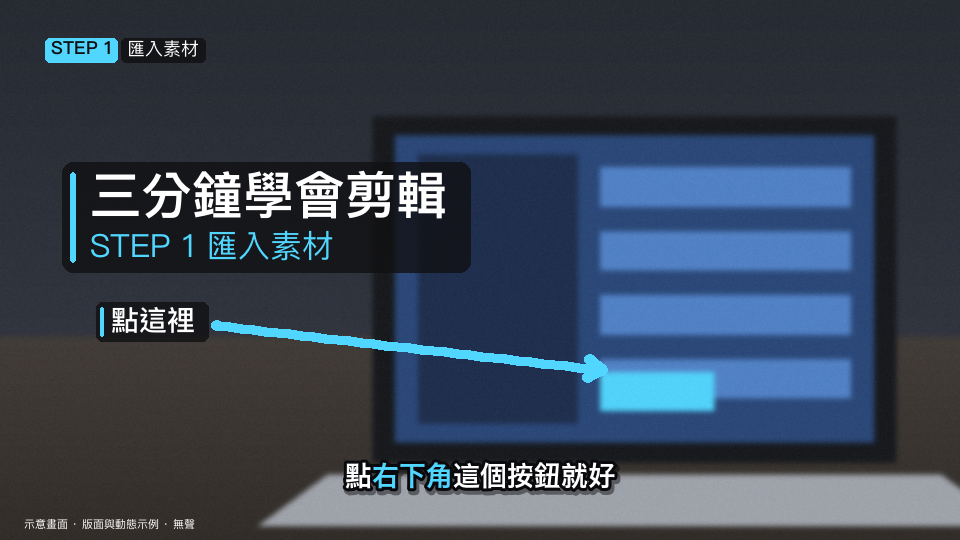 STEP 1 匯入素材
三分鐘學會剪輯
STEP 1 匯入素材
點這裡
點右下角這個按鈕就好
示意畫面 · 版面與動態示例 · 無聲